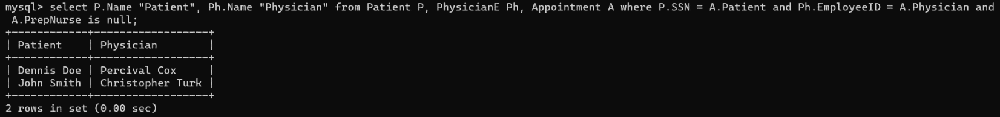 mysql> select P.Name "Patient", Ph.Name "Physician" from Patient P, PhysicianE Ph, Appointment A where P.SSN = A.Patient and Ph.EmployeeID = A.Physician and
 A.PrepNurse is null;
+------------+------------------+
| Patient    | Physician        |
+------------+------------------+
| Dennis Doe | Percival Cox     |
| John Smith | Christopher Turk |
+------------+------------------+
2 rows in set (0.00 sec)